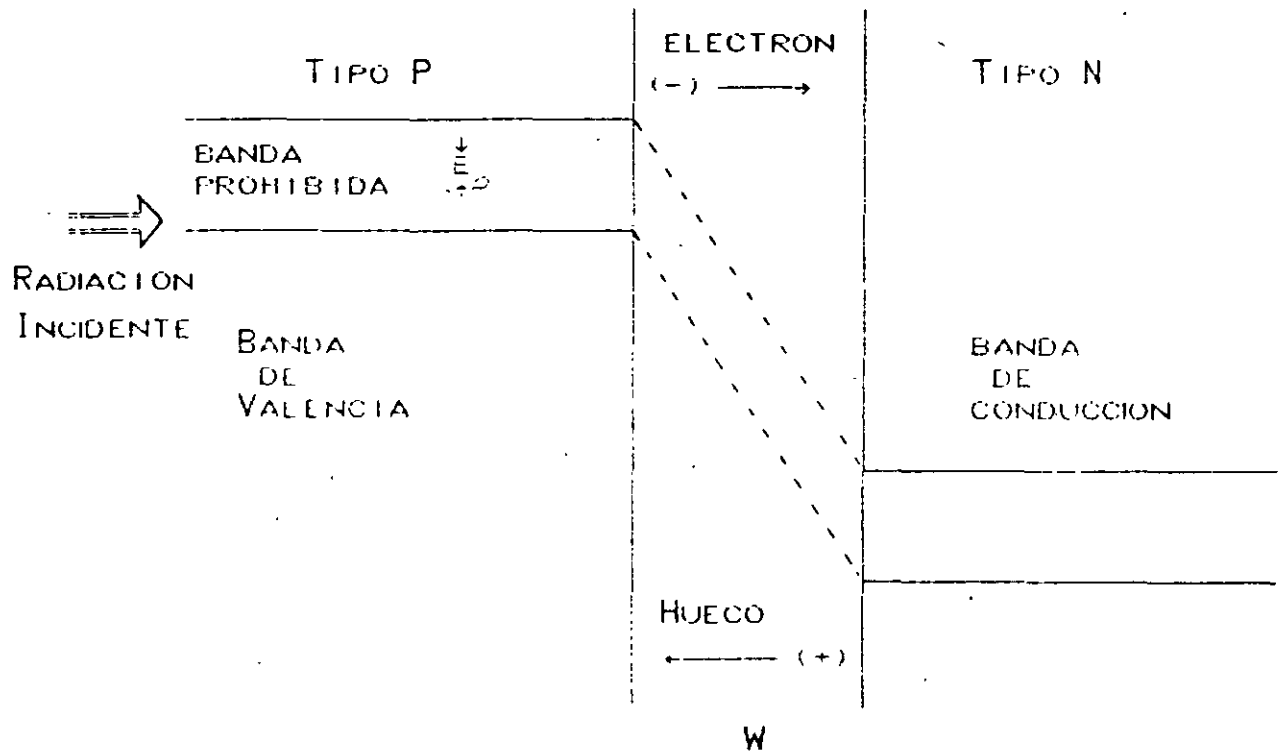 ELECTRON
TIPO P
(-)
TIPO N
BANDA
PROHIBIDA
RADIACION
INCIDENTE
BANDA
DE
VALENCIA
BANDA
DE
CONDUCCION
HUECO
(+)
W